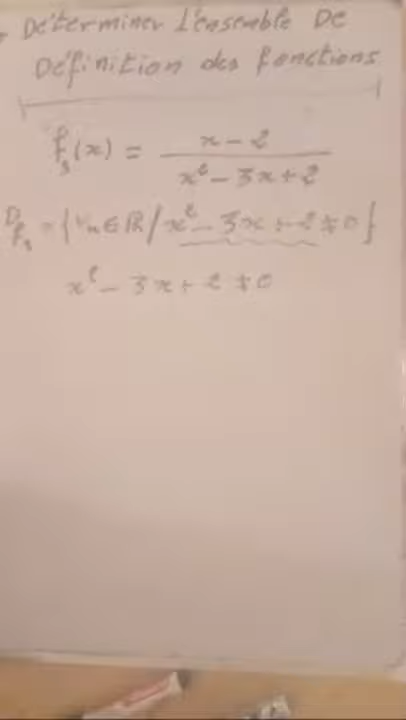 Déterminer L'ensemble De
Définition des fonctions
f₃(x) = x-2 / x²-3x+2
Df₃ = {∀x∈ℝ/x²-3x+2≠0}
x²-3x+2≠0